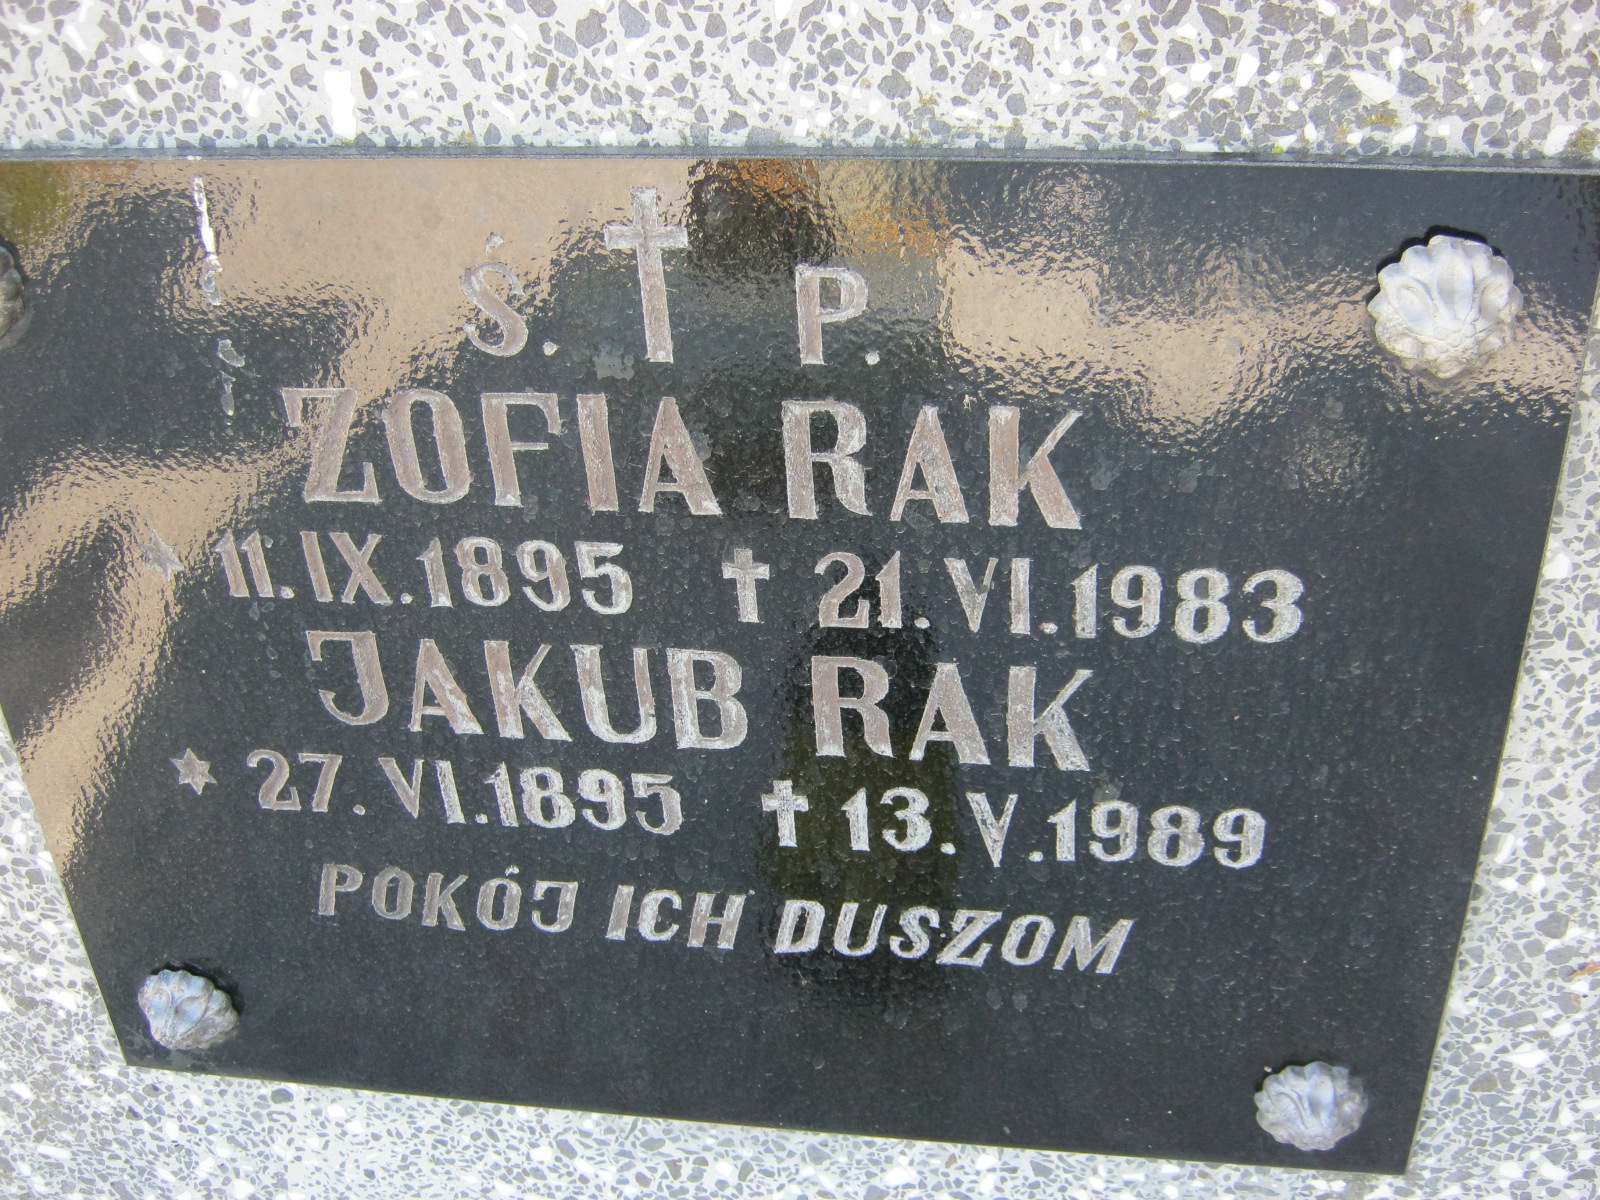 Ś. † P.
ZOFIA RAK
* 11.IX.1895 † 21.VI.1983
JAKUB RAK
* 27.VI.1895 † 13.V.1989
POKÓJ ICH DUSZOM